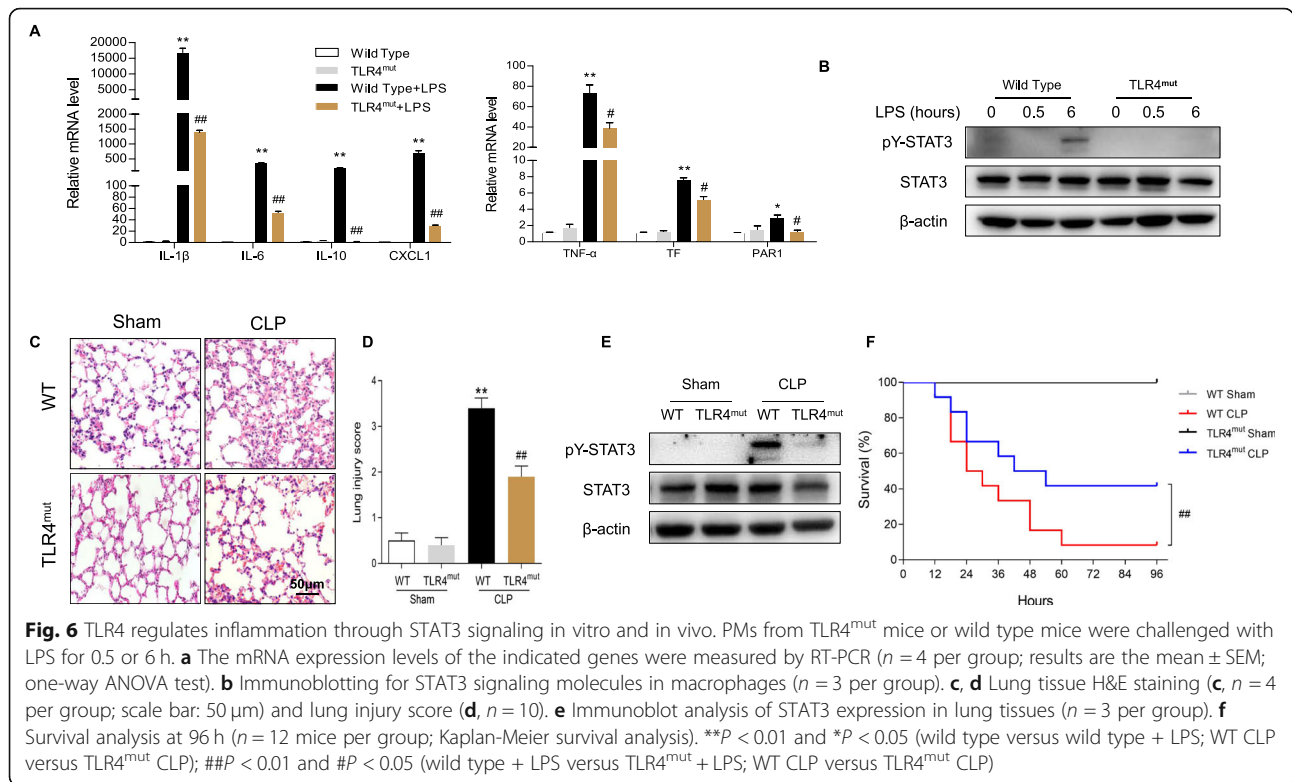 A
20000
15000
10000
5000
2000
1500
1000
500
100
80
60
40
20
0
Relative mRNA level
**
##
**
##
**
##
**
##
IL-1β IL-6 IL-10 CXCL1
Wild Type
TLR4mut
Wild Type+LPS
TLR4mut+LPS
100
80
60
40
20
8
6
4
2
0
Relative mRNA level
**
#
**
#
*
#
TNF-α TF PAR1
B
Wild Type TLR4mut
LPS (hours) 0 0.5 6 0 0.5 6
pY-STAT3
STAT3
β-actin
C
Sham CLP
WT
TLR4mut
50μm
D
Lung injury score
4
3
2
1
0
**
##
WT TLR4mut WT TLR4mut
Sham CLP
E
Sham CLP
WT TLR4mut WT TLR4mut
pY-STAT3
STAT3
β-actin
F
Survival (%)
100
80
60
40
20
0 12 24 36 48 60 72 84 96
Hours
WT Sham
WT CLP
TLR4mut Sham
TLR4mut CLP
##
Fig. 6 TLR4 regulates inflammation through STAT3 signaling in vitro and in vivo. PMs from TLR4mut mice or wild type mice were challenged with
LPS for 0.5 or 6 h. a The mRNA expression levels of the indicated genes were measured by RT-PCR (n = 4 per group; results are the mean ± SEM;
one-way ANOVA test). b Immunoblotting for STAT3 signaling molecules in macrophages (n = 3 per group). c, d Lung tissue H&E staining (c, n = 4
per group; scale bar: 50 μm) and lung injury score (d, n = 10). e Immunoblot analysis of STAT3 expression in lung tissues (n = 3 per group). f
Survival analysis at 96 h (n = 12 mice per group; Kaplan-Meier survival analysis). **P < 0.01 and *P < 0.05 (wild type versus wild type + LPS; WT CLP
versus TLR4mut CLP); ##P < 0.01 and #P < 0.05 (wild type + LPS versus TLR4mut + LPS; WT CLP versus TLR4mut CLP)